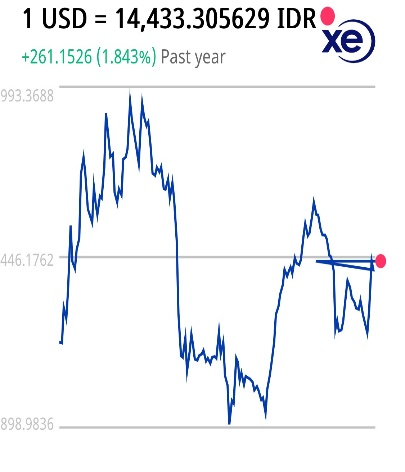 1 USD = 14,433.305629 IDR
xe
+261.1526 (1.843%) Past year
993.3688
446.1762
898.9836